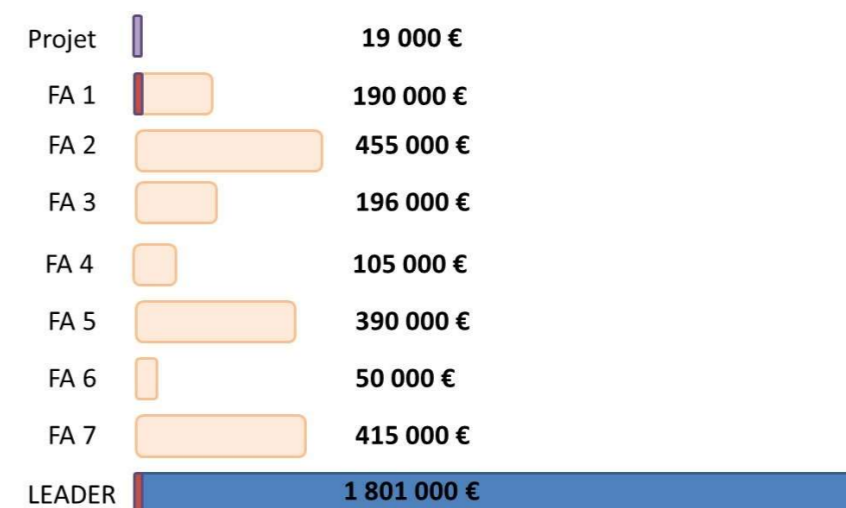 Projet 19 000 €
FA 1 190 000 €
FA 2 455 000 €
FA 3 196 000 €
FA 4 105 000 €
FA 5 390 000 €
FA 6 50 000 €
FA 7 415 000 €
LEADER 1 801 000 €